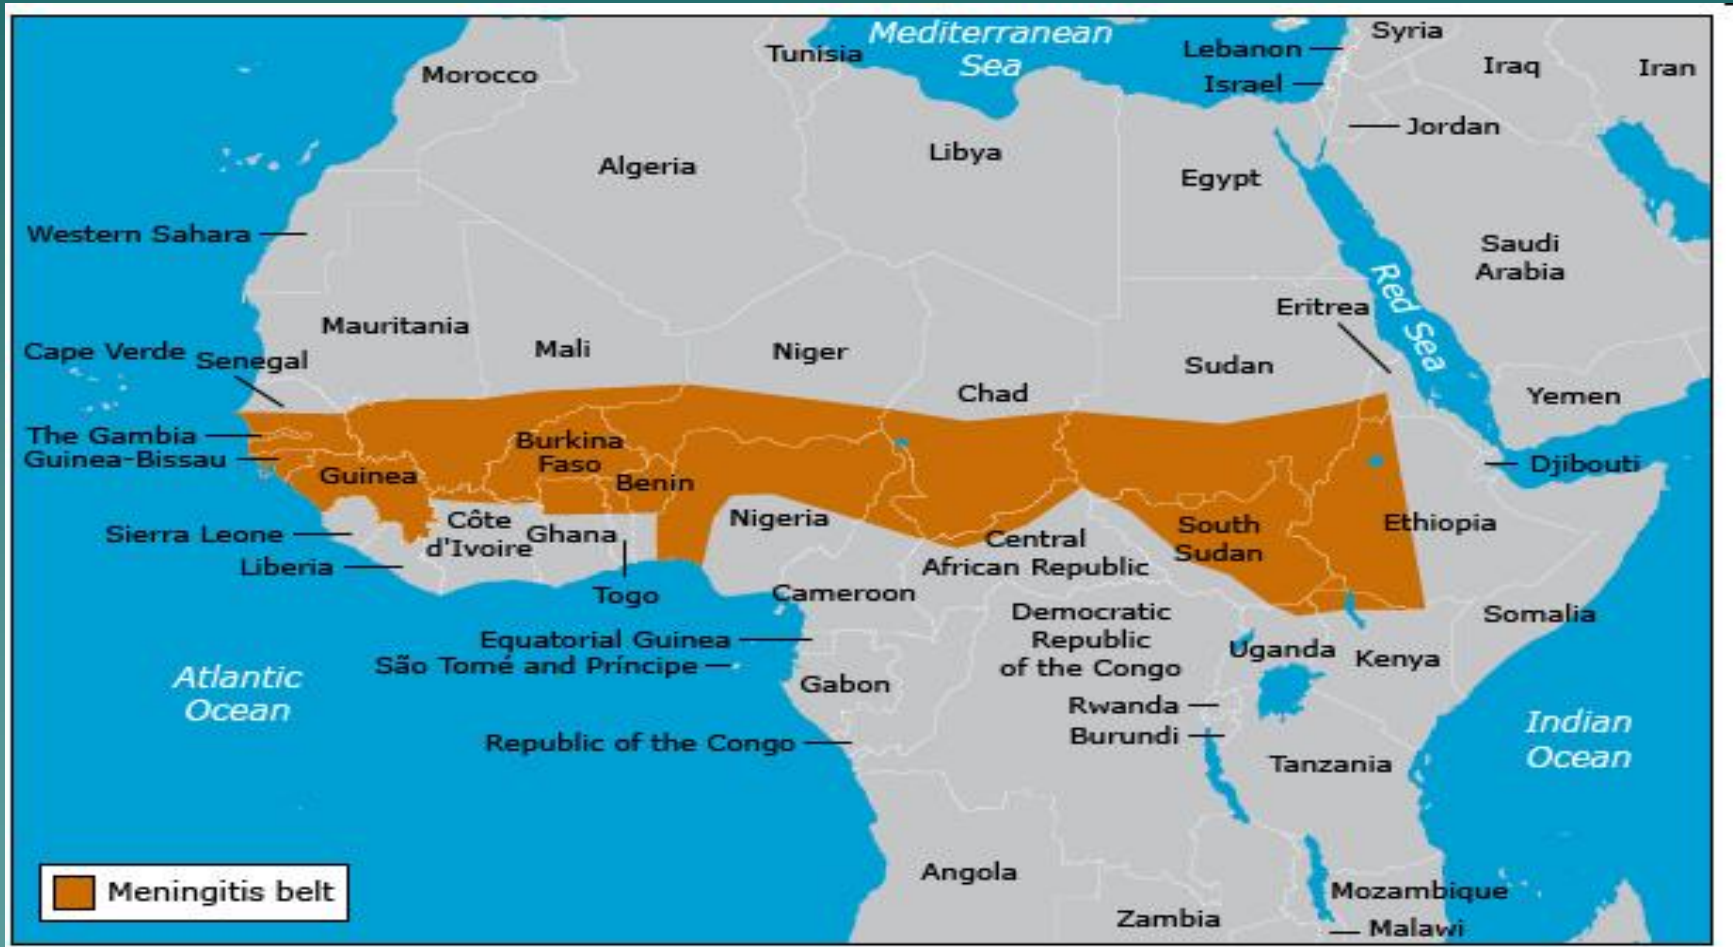 Mediterranean
Sea
Syria
Lebanon
Tunisia
Morocco
Iraq
Iran
Israel
Jordan
Libya
Algeria
Egypt
Western Sahara
Saudi
Arabia
Red Sea
Eritrea
Mauritania
Mali
Niger
Cape Verde
Senegal
Sudan
Chad
Yemen
The Gambia
Burkina
Faso
Guinea-Bissau
Djibouti
Guinea
Benin
Côte
d'Ivoire
Ghana
Nigeria
South
Sudan
Ethiopia
Sierra Leone
Central
African Republic
Liberia
Togo
Cameroon
Democratic
Republic
of the Congo
Somalia
Equatorial Guinea
São Tomé and Príncipe
Uganda
Kenya
Atlantic
Ocean
Gabon
Rwanda
Burundi
Republic of the Congo
Indian
Ocean
Tanzania
Angola
Meningitis belt
Mozambique
Zambia
Malawi